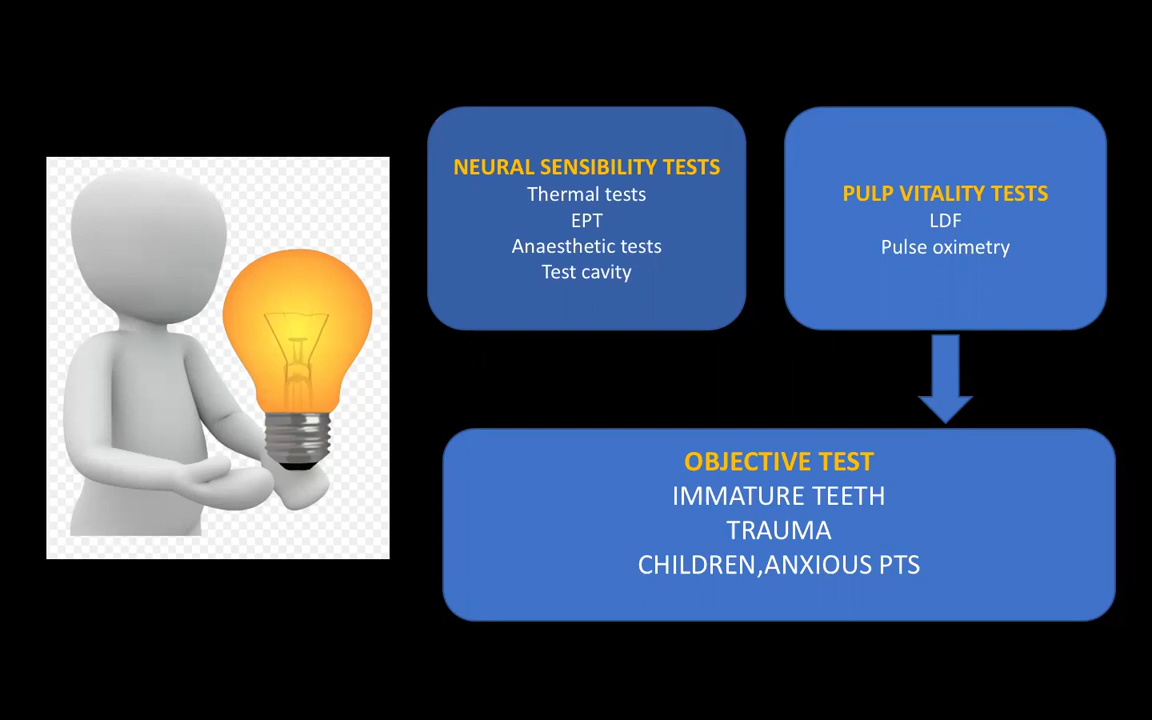 NEURAL SENSIBILITY TESTS
Thermal tests
EPT
Anaesthetic tests
Test cavity
PULP VITALITY TESTS
LDF
Pulse oximetry
OBJECTIVE TEST
IMMATURE TEETH
TRAUMA
CHILDREN,ANXIOUS PTS